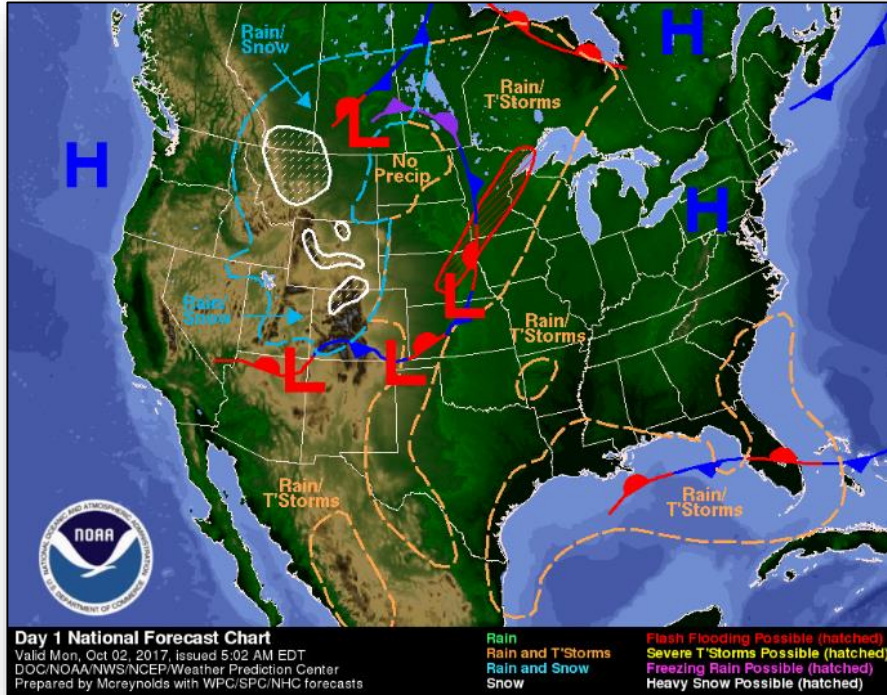 Rain/
Snow
H
H
Rain/
T'Storms
L
H
No
Precip
H
Rain/
Snow
L
Rain/
T'Storms
L
L
Rain/
T'Storms
Rain/
T'Storms
NATIONAL OCEANIC AND ATMOSPHERIC ADMINISTRATION
NOAA
U.S. DEPARTMENT OF COMMERCE
Day 1 National Forecast Chart
Valid Mon, Oct 02, 2017, issued 5:02 AM EDT
DOC/NOAA/NWS/NCEP/Weather Prediction Center
Prepared by Mcreynolds with WPC/SPC/NHC forecasts
Rain
Rain and T'Storms
Rain and Snow
Snow
Flash Flooding Possible (hatched)
Severe T'Storms Possible (hatched)
Freezing Rain Possible (hatched)
Heavy Snow Possible (hatched)